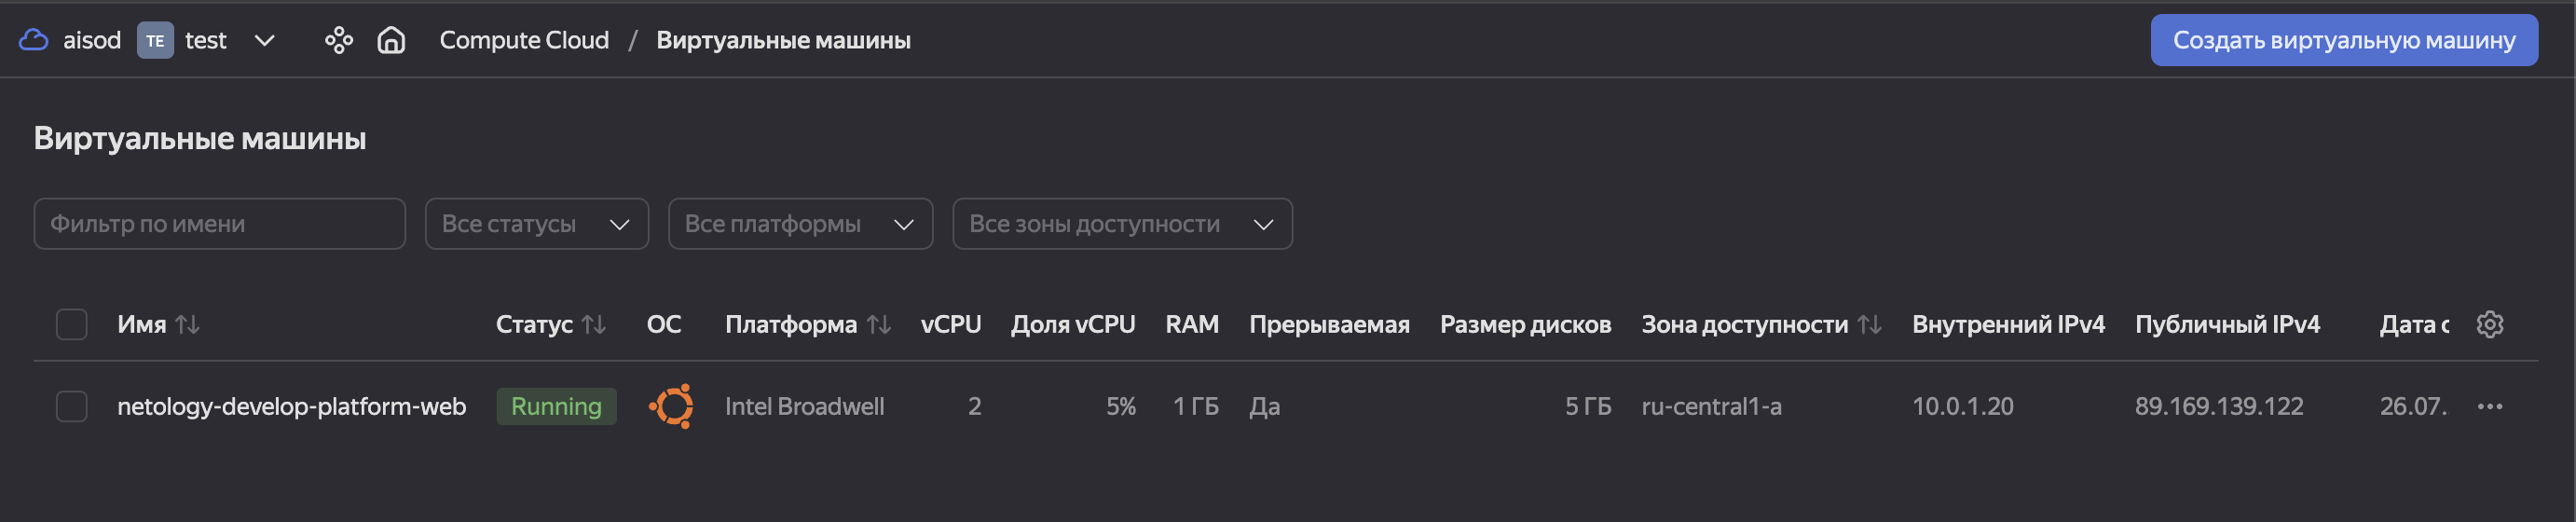 aisod TE test Compute Cloud / Виртуальные машины Создать виртуальную машину
Виртуальные машины
Фильтр по имени Все статусы Все платформы Все зоны доступности
Имя Статус ОС Платформа vCPU Доля vCPU RAM Прерываемая Размер дисков Зона доступности Внутренний IPv4 Публичный IPv4 Дата с
netology-develop-platform-web Running Intel Broadwell 2 5% 1 ГБ Да 5 ГБ ru-central1-a 10.0.1.20 89.169.139.122 26.07.